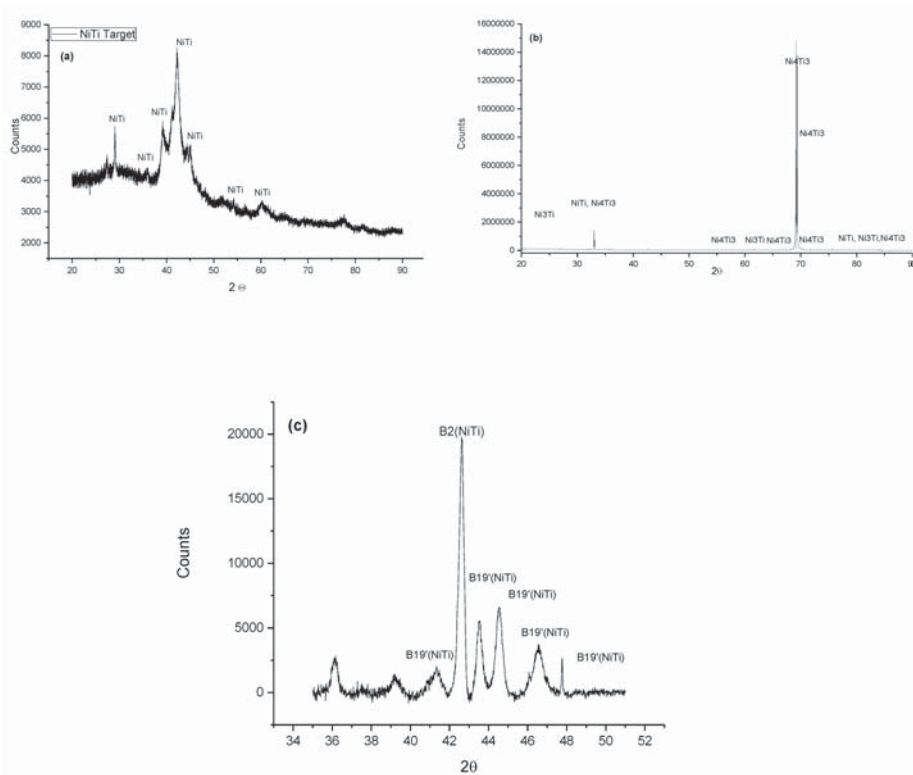 NiTi Target
(a)
NiTi
NiTi
NiTi
NiTi
NiTi
NiTi
NiTi
9000
8000
7000
6000
5000
4000
3000
2000
Counts
20 30 40 50 60 70 80 90
2 Θ
(b)
Ni4Ti3
Ni4Ti3
NiTi, Ni4Ti3
Ni3Ti
Ni4Ti3 Ni3Ti Ni4Ti3 Ni4Ti3 NiTi, Ni3Ti,Ni4Ti3
16000000
14000000
12000000
10000000
8000000
6000000
4000000
2000000
0
Counts
20 30 40 50 60 70 80 90
2θ
(c)
B2(NiTi)
B19'(NiTi)
B19'(NiTi)
B19'(NiTi)
B19'(NiTi)
B19'(NiTi)
20000
15000
10000
5000
0
Counts
34 36 38 40 42 44 46 48 50 52
2θ